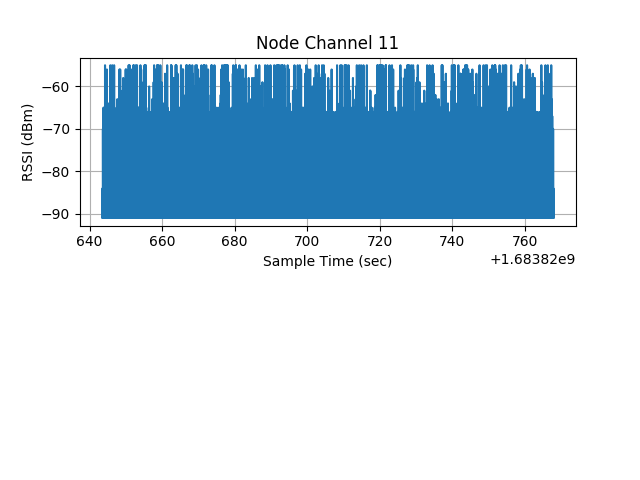 Node Channel 11
RSSI (dBm)
−60
−70
−80
−90
640 660 680 700 720 740 760
Sample Time (sec)
+1.68382e9